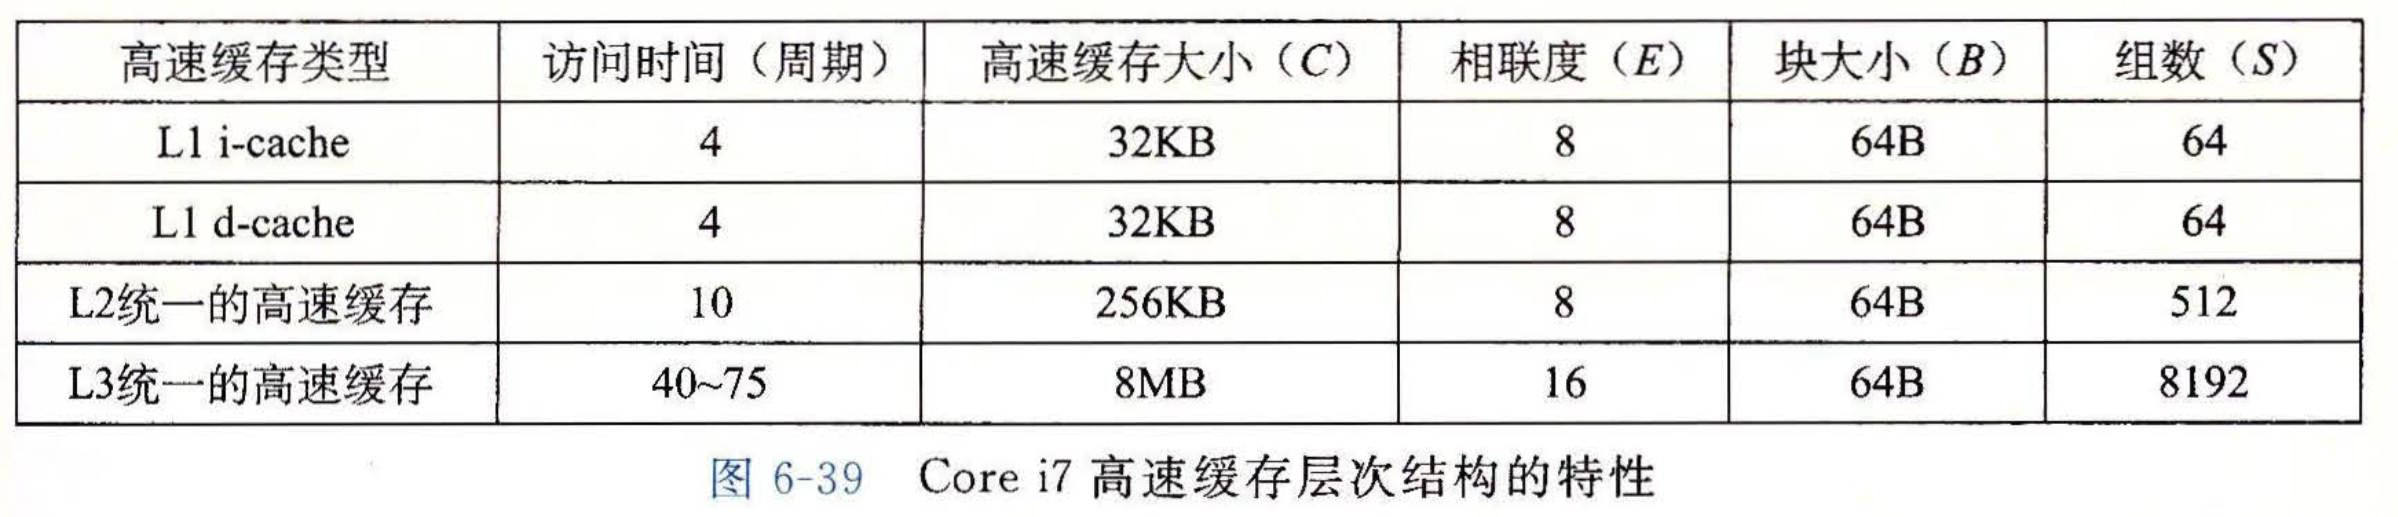 高速缓存类型 访问时间（周期） 高速缓存大小（C） 相联度（E） 块大小（B） 组数（S）
L1 i-cache 4 32KB 8 64B 64
L1 d-cache 4 32KB 8 64B 64
L2统一的高速缓存 10 256KB 8 64B 512
L3统一的高速缓存 40~75 8MB 16 64B 8192
图 6-39 Core i7 高速缓存层次结构的特性